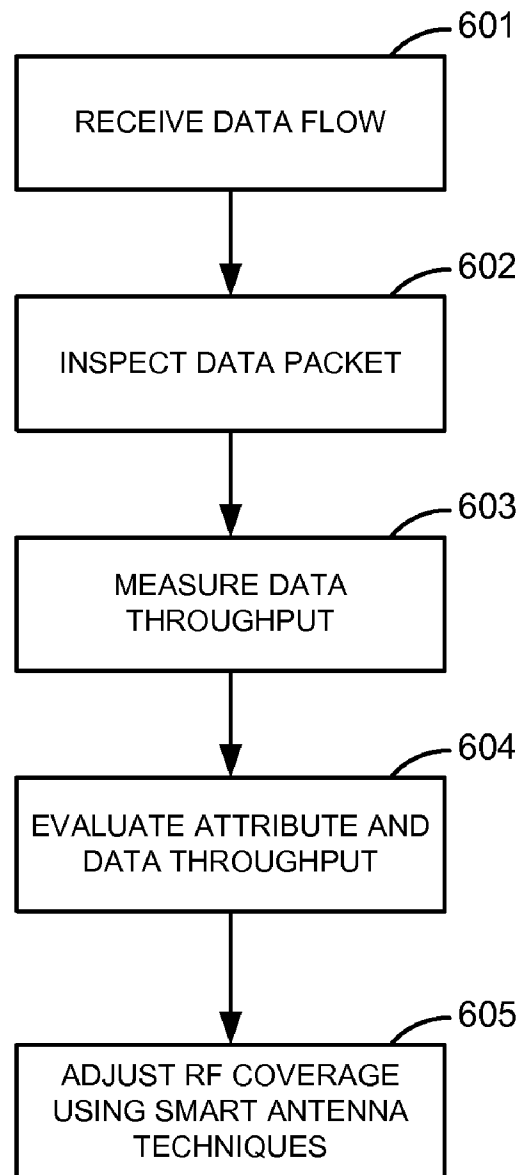 601
RECEIVE DATA FLOW
602
INSPECT DATA PACKET
603
MEASURE DATA
THROUGHPUT
604
EVALUATE ATTRIBUTE AND
DATA THROUGHPUT
605
ADJUST RF COVERAGE
USING SMART ANTENNA
TECHNIQUES